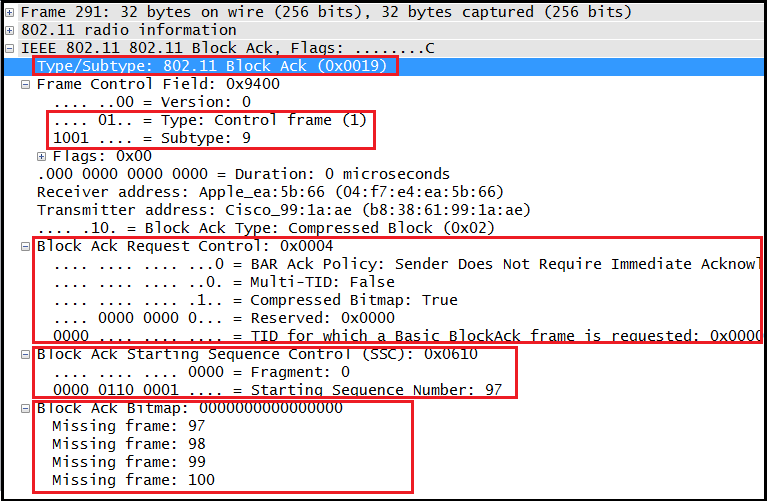 Frame 291: 32 bytes on wire (256 bits), 32 bytes captured (256 bits)
802.11 radio information
IEEE 802.11 802.11 Block Ack, Flags: ........C
Type/Subtype: 802.11 Block Ack (0x0019)
Frame Control Field: 0x9400
.... ..00 = Version: 0
.... 01.. = Type: Control frame (1)
1001 .... = Subtype: 9
Flags: 0x00
.000 0000 0000 0000 = Duration: 0 microseconds
Receiver address: Apple_ea:5b:66 (04:f7:e4:ea:5b:66)
Transmitter address: Cisco_99:1a:ae (b8:38:61:99:1a:ae)
.... .10. = Block Ack Type: Compressed Block (0x02)
Block Ack Request Control: 0x0004
.... .... .... ...0 = BAR Ack Policy: Sender Does Not Require Immediate Acknowl
.... .... .... ..0. = Multi-TID: False
.... .... .... .1.. = Compressed Bitmap: True
.... 0000 0000 0... = Reserved: 0x0000
0000 .... .... .... = TID for which a Basic BlockAck frame is requested: 0x0000
Block Ack Starting Sequence Control (SSC): 0x0610
.... .... .... 0000 = Fragment: 0
0000 0110 0001 .... = Starting Sequence Number: 97
Block Ack Bitmap: 0000000000000000
Missing frame: 97
Missing frame: 98
Missing frame: 99
Missing frame: 100